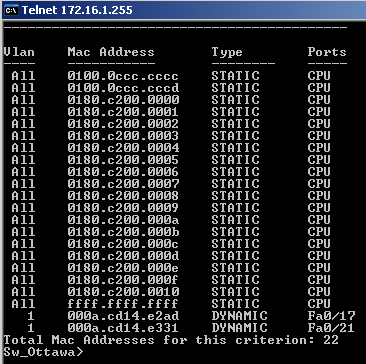 Telnet 172.16.1.255
Vlan Mac Address Type Ports
---- ----------- -------- -----
All 0100.0ccc.cccc STATIC CPU
All 0100.0ccc.cccd STATIC CPU
All 0180.c200.0000 STATIC CPU
All 0180.c200.0001 STATIC CPU
All 0180.c200.0002 STATIC CPU
All 0180.c200.0003 STATIC CPU
All 0180.c200.0004 STATIC CPU
All 0180.c200.0005 STATIC CPU
All 0180.c200.0006 STATIC CPU
All 0180.c200.0007 STATIC CPU
All 0180.c200.0008 STATIC CPU
All 0180.c200.0009 STATIC CPU
All 0180.c200.000a STATIC CPU
All 0180.c200.000b STATIC CPU
All 0180.c200.000c STATIC CPU
All 0180.c200.000d STATIC CPU
All 0180.c200.000e STATIC CPU
All 0180.c200.000f STATIC CPU
All 0180.c200.0010 STATIC CPU
All ffff.ffff.ffff STATIC CPU
1 000a.cd14.e2ad DYNAMIC Fa0/17
1 000a.cd14.e331 DYNAMIC Fa0/21
Total Mac Addresses for this criterion: 22
Sw_Ottawa>